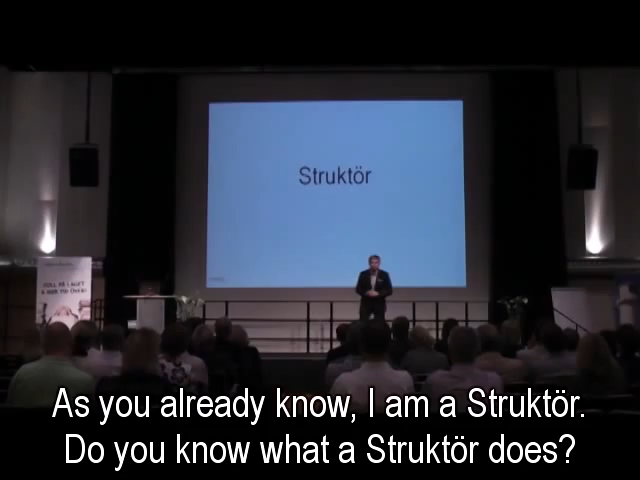 Struktör
As you already know, I am a Struktör.
Do you know what a Struktör does?